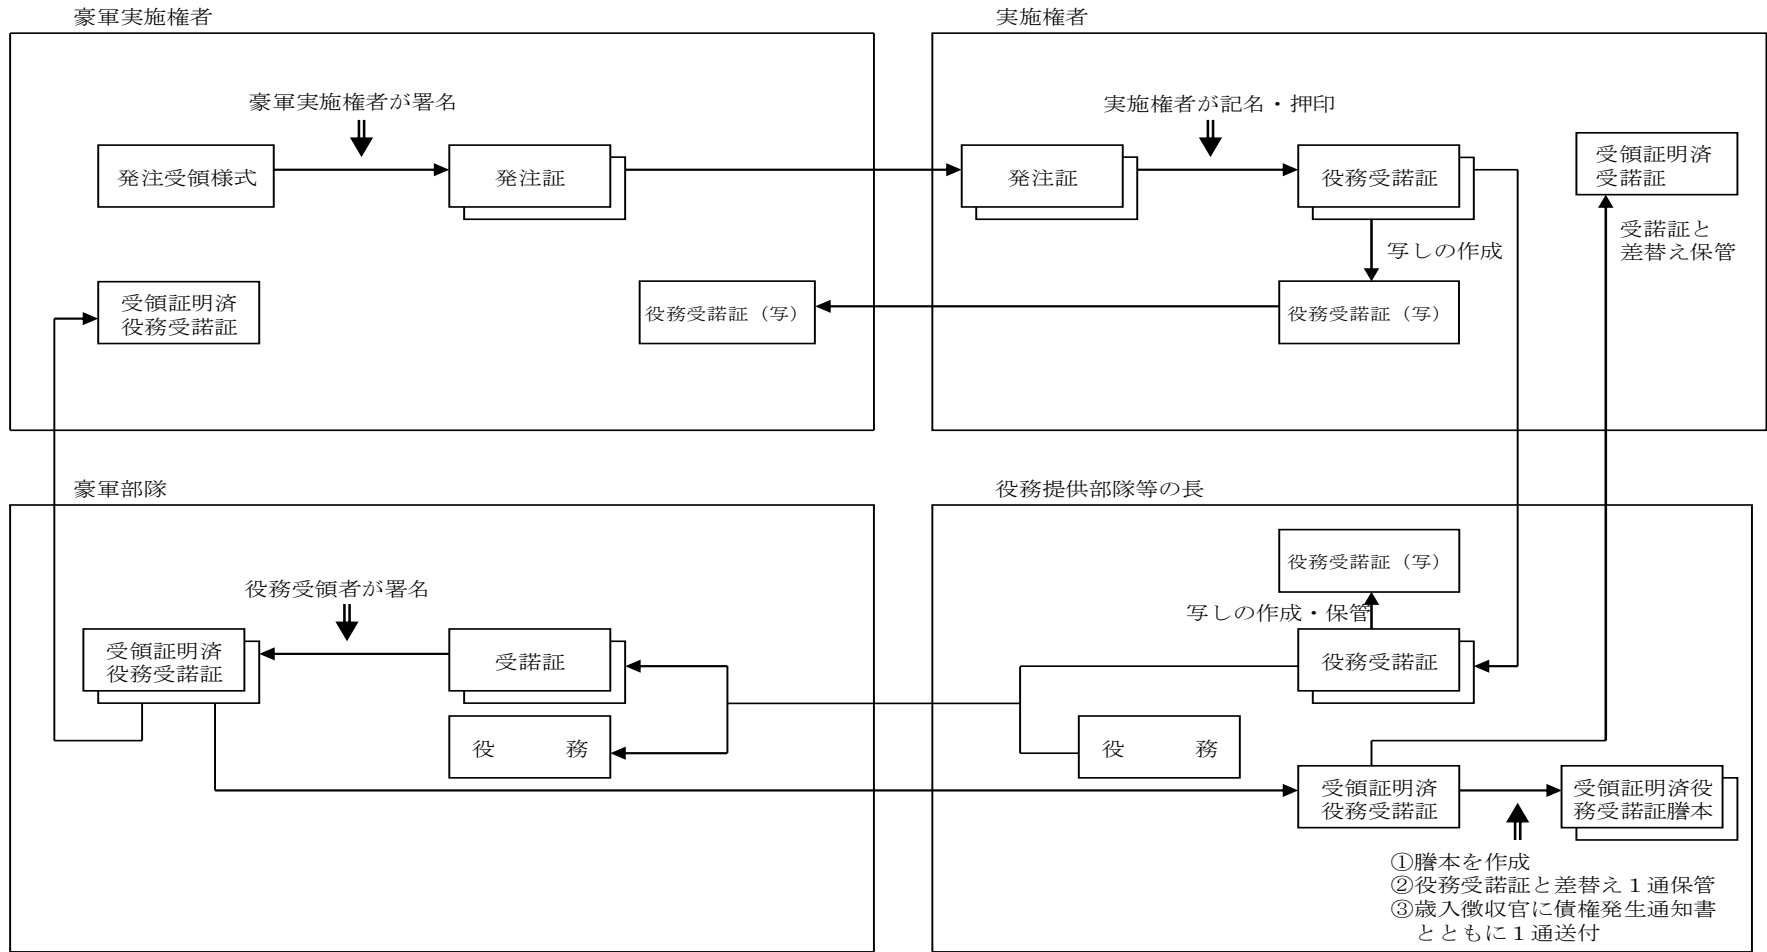 豪軍実施権者
豪軍実施権者が署名
発注受領様式
発注証
受領証明済
役務受諾証
役務受諾証（写）
実施権者
実施権者が記名・押印
発注証
役務受諾証
受領証明済
受諾証
受諾証と
差替え保管
写しの作成
役務受諾証（写）
豪軍部隊
役務受領者が署名
受領証明済
役務受諾証
受諾証
役　　　務
役務提供部隊等の長
役務受諾証（写）
写しの作成・保管
役務受諾証
役　　　務
受領証明済
役務受諾証
受領証明済役
務受諾証謄本
①謄本を作成
②役務受諾証と差替え１通保管
③歳入徴収官に債権発生通知書
とともに１通送付